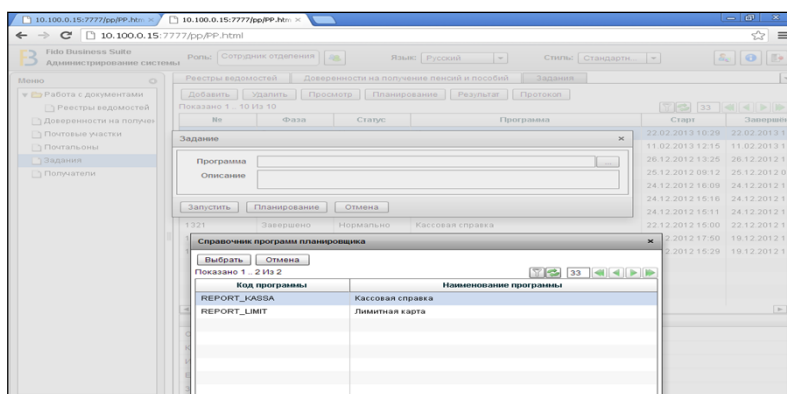 10.100.0.15:7777/pp/PP.htm
10.100.0.15:7777/pp/PP.htm
10.100.0.15:7777/pp/PP.html
Fido Business Suite
Администрирование системы
Роль: Сотрудник отделения
Язык: Русский
Стиль: Стандартн...
Меню
Работа с документами
Реестры ведомостей
Доверенности на получен
Почтовые участки
Почтальоны
Задания
Получатели
Реестры ведомостей Доверенности на получение пенсий и пособий Задания
Добавить Удалить Просмотр Планирование Результат Протокол
Показано 1 .. 10 Из 10 33
№ Фаза Статус Программа Старт Завершен
22.02.2013 10:29 22.02.2013 1
11.02.2013 12:15 11.02.2013 1
26.12.2012 13:25 26.12.2012 1
25.12.2012 09:12 25.12.2012 0
24.12.2012 16:09 24.12.2012 1
24.12.2012 15:16 24.12.2012 1
24.12.2012 15:11 24.12.2012 1
1321 Завершено Нормально Кассовая справка 22.12.2012 15:00 22.12.2012 1
2.2012 17:50 19.12.2012 1
2.2012 15:29 19.12.2012 1
Задание
Программа ...
Описание
Запустить Планирование Отмена
Справочник программ планировщика
Выбрать Отмена
Показано 1 .. 2 Из 2 33
Код программы Наименование программы
REPORT_KASSA Кассовая справка
REPORT_LIMIT Лимитная карта